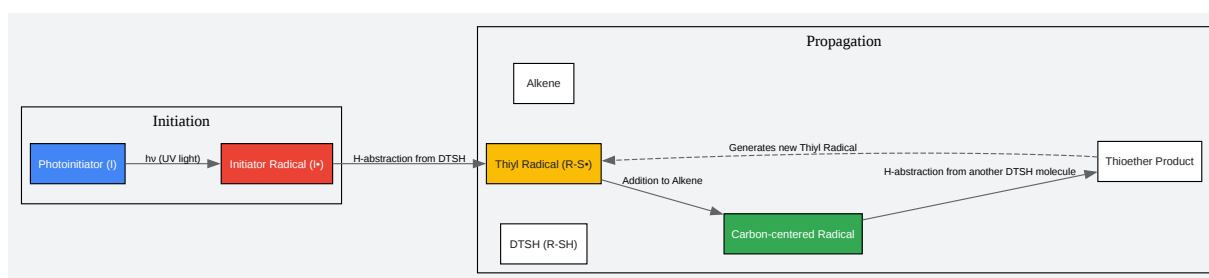 Propagation
Alkene
Initiation
Photoinitiator (I)
hν (UV light)
Initiator Radical (I•)
H-abstraction from DTSH
Thiyl Radical (R-S•)
Generates new Thiyl Radical
Thioether Product
Addition to Alkene
H-abstraction from another DTSH molecule
Carbon-centered Radical
DTSH (R-SH)